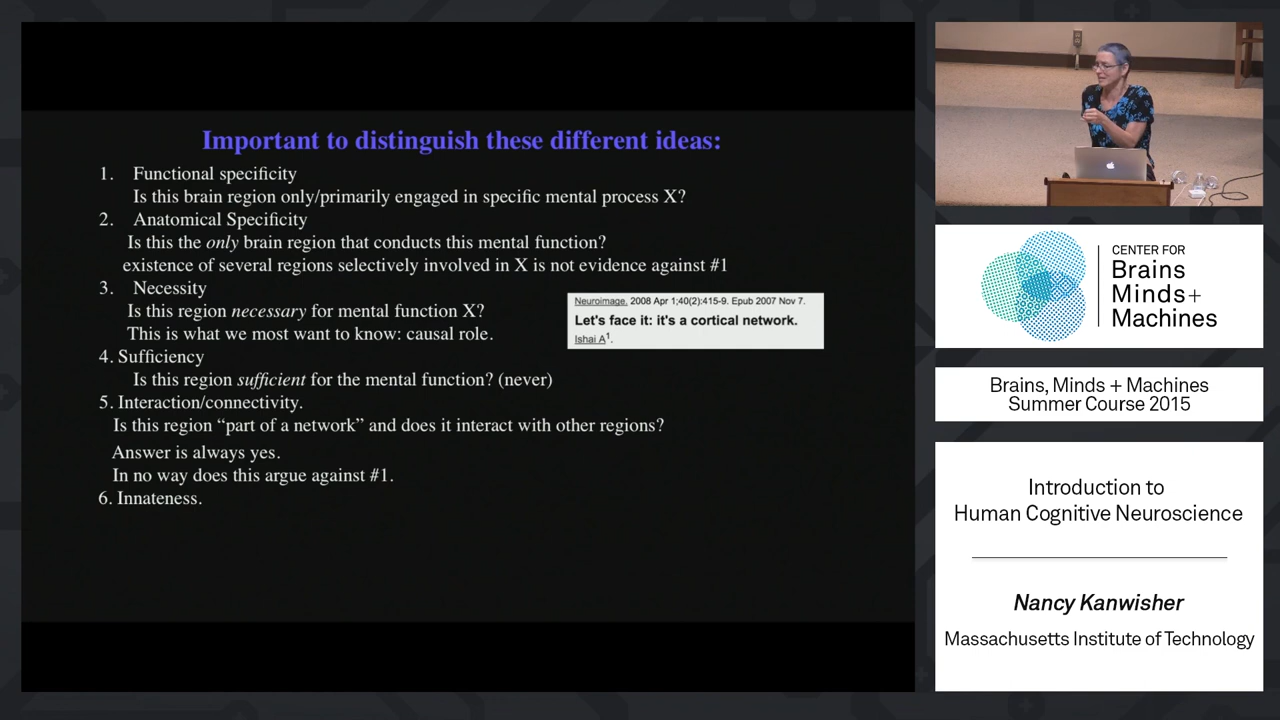 Important to distinguish these different ideas:
1. Functional specificity
Is this brain region only/primarily engaged in specific mental process X?
2. Anatomical Specificity
Is this the only brain region that conducts this mental function?
existence of several regions selectively involved in X is not evidence against #1
3. Necessity
Is this region necessary for mental function X?
This is what we most want to know: causal role.
4. Sufficiency
Is this region sufficient for the mental function? (never)
5. Interaction/connectivity.
Is this region “part of a network” and does it interact with other regions?
Answer is always yes.
In no way does this argue against #1.
6. Innateness.
Neuroimage. 2008 Apr 1;40(2):415-9. Epub 2007 Nov 7.
Let's face it: it's a cortical network.
Ishai A1.
CENTER FOR
Brains
Minds+
Machines
Brains, Minds + Machines
Summer Course 2015
Introduction to
Human Cognitive Neuroscience
Nancy Kanwisher
Massachusetts Institute of Technology